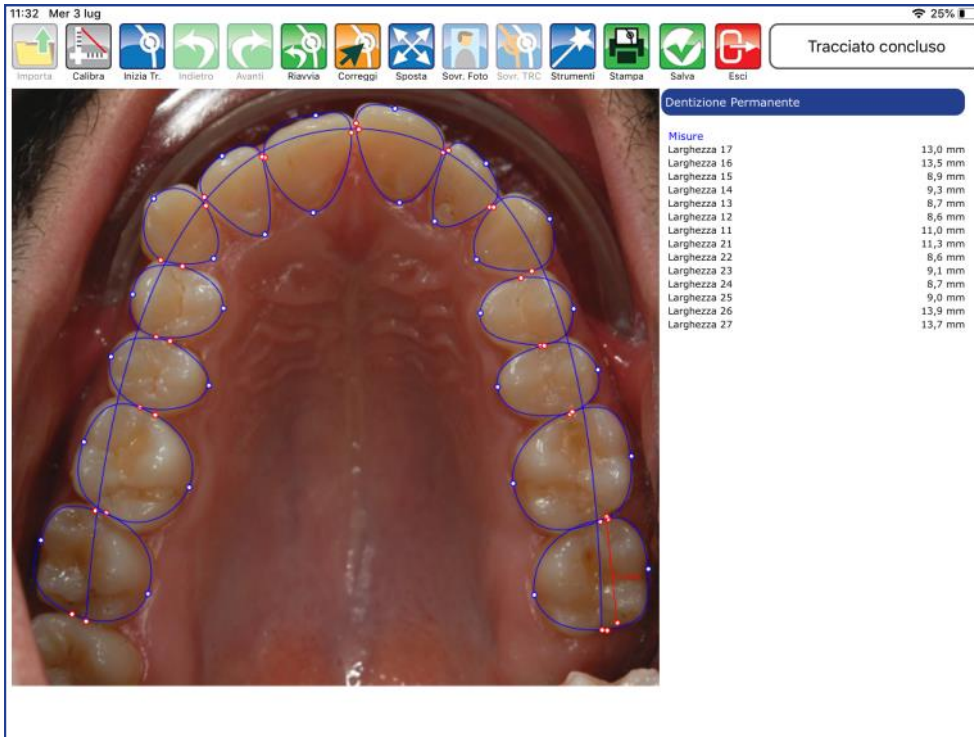 11:32 Mer 3 lug
25%
Importa Calibra Inizia Tr. Indietro Avanti Riavvia Correggi Sposta Sovr. Foto Sovr. TRC Strumenti Stampa Salva Esci
Tracciato concluso
Dentizione Permanente
Misure
Larghezza 17 13,0 mm
Larghezza 16 13,5 mm
Larghezza 15 8,9 mm
Larghezza 14 9,3 mm
Larghezza 13 8,7 mm
Larghezza 12 8,6 mm
Larghezza 11 11,0 mm
Larghezza 21 11,3 mm
Larghezza 22 8,6 mm
Larghezza 23 9,1 mm
Larghezza 24 8,7 mm
Larghezza 25 9,0 mm
Larghezza 26 13,9 mm
Larghezza 27 13,7 mm